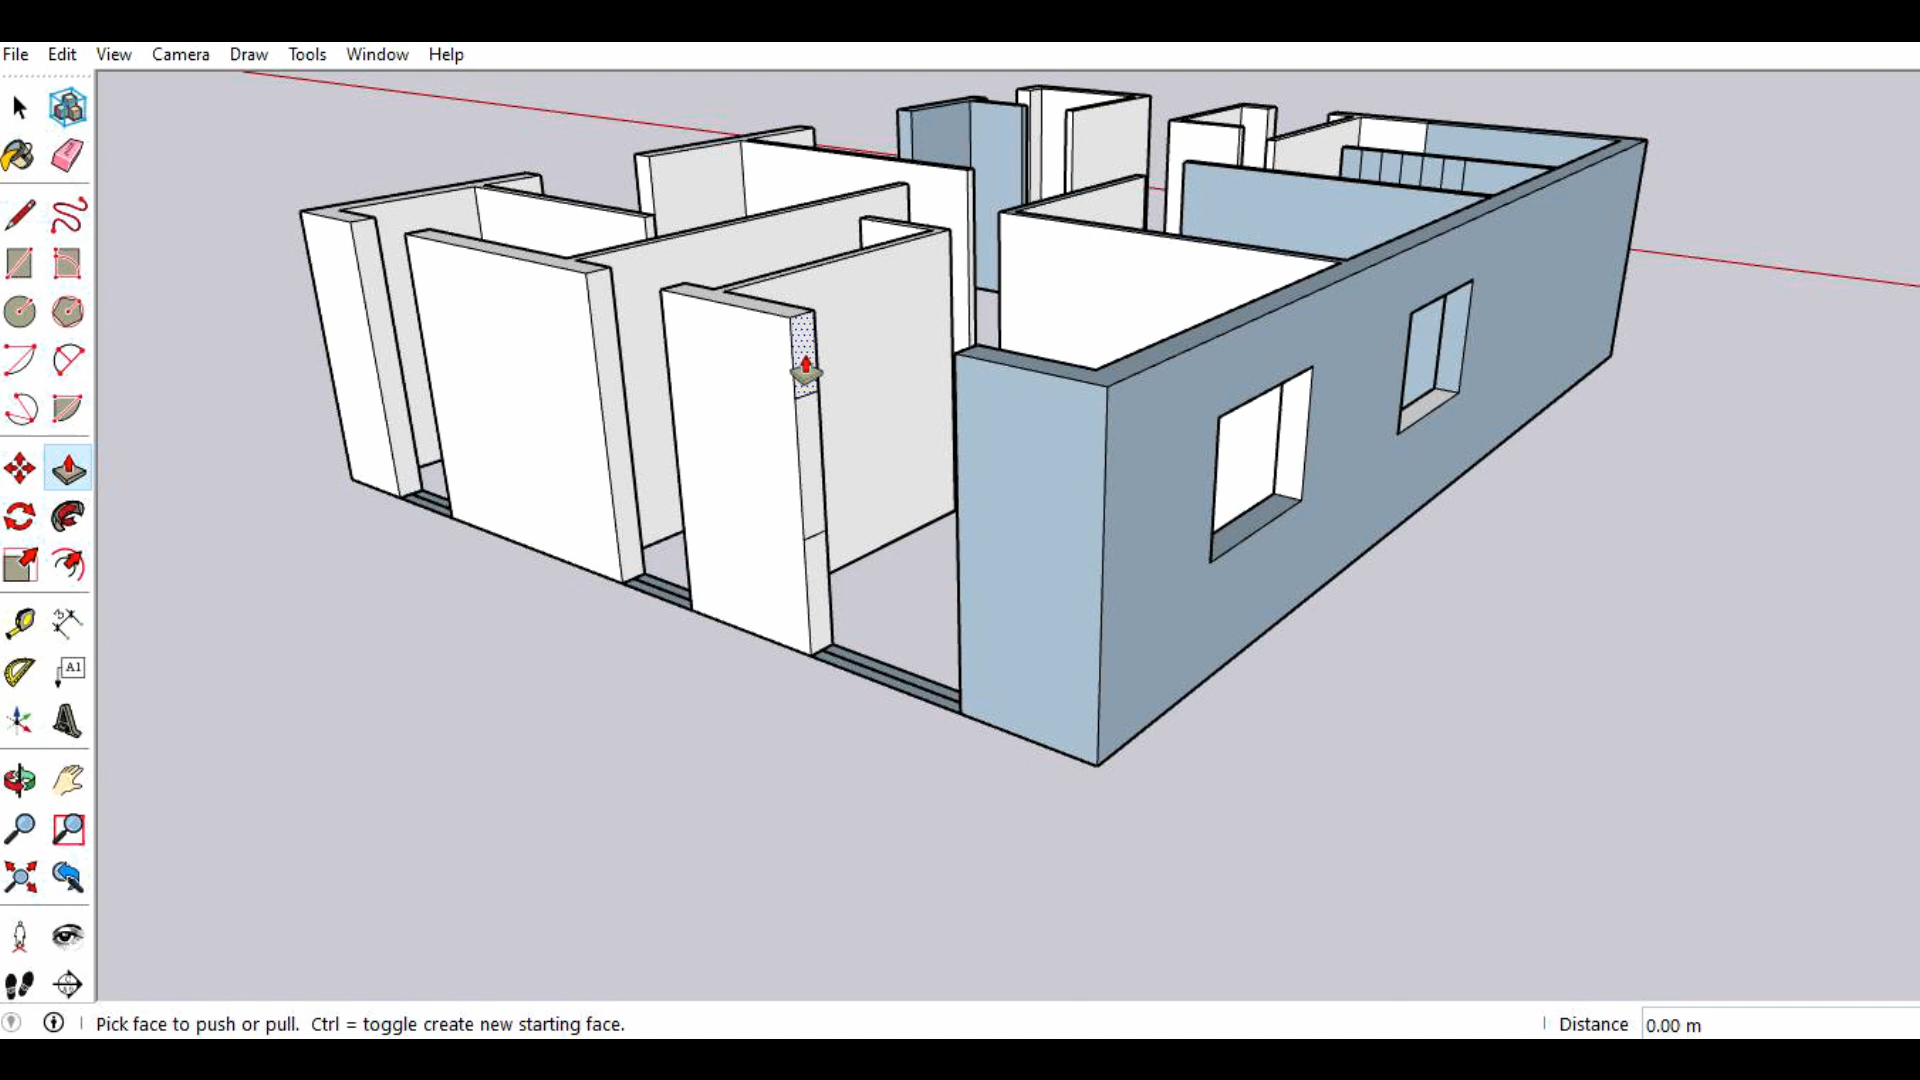 File Edit View Camera Draw Tools Window Help
A1
Pick face to push or pull. Ctrl = toggle create new starting face.
Distance 0.00 m